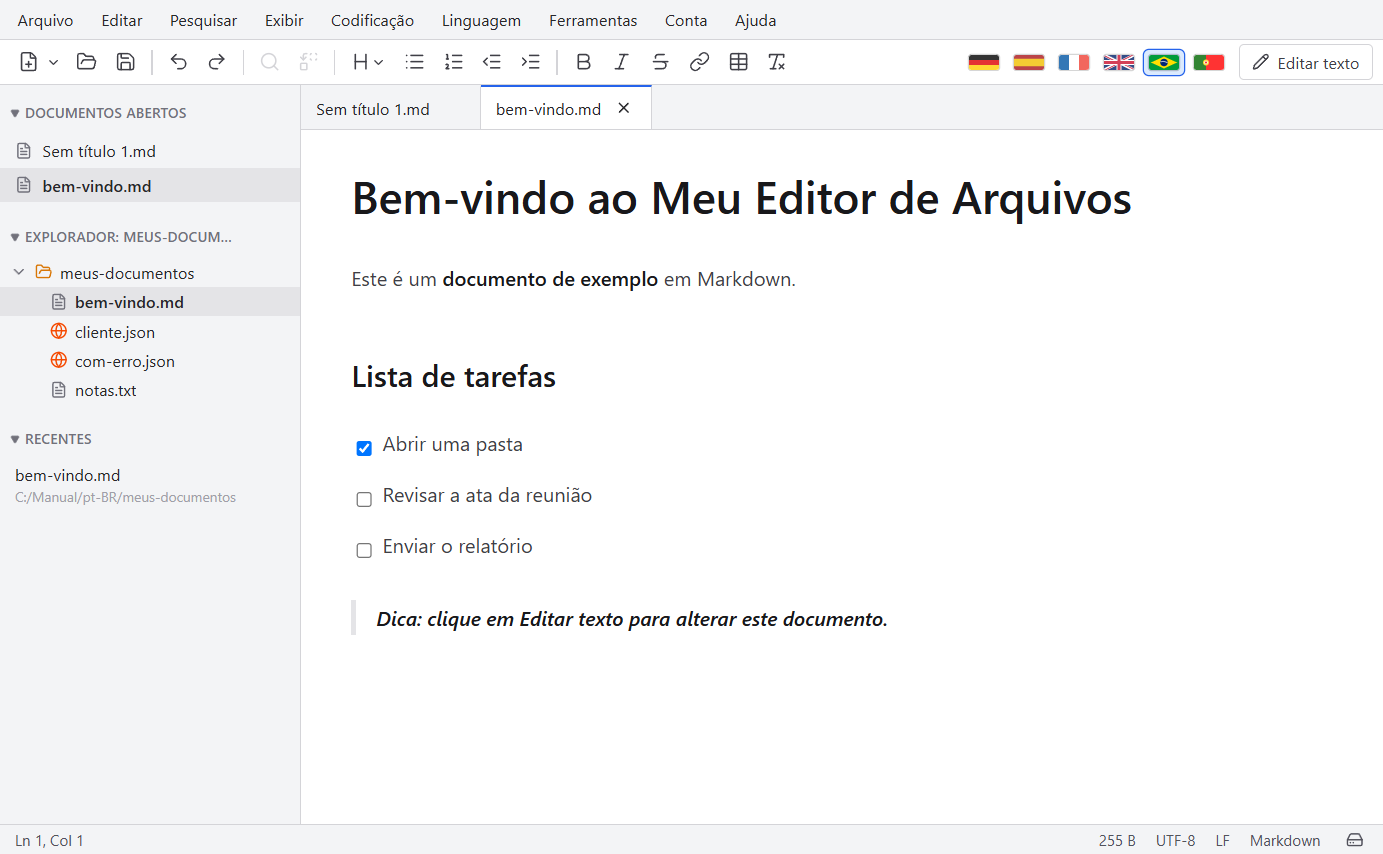 Arquivo Editar Pesquisar Exibir Codificação Linguagem Ferramentas Conta Ajuda
Editar texto
DOCUMENTOS ABERTOS
Sem título 1.md
bem-vindo.md
EXPLORADOR: MEUS-DOCUM...
meus-documentos
bem-vindo.md
cliente.json
com-erro.json
notas.txt
RECENTES
bem-vindo.md
C:/Manual/pt-BR/meus-documentos
Sem título 1.md bem-vindo.md
Bem-vindo ao Meu Editor de Arquivos
Este é um documento de exemplo em Markdown.
Lista de tarefas
Abrir uma pasta
Revisar a ata da reunião
Enviar o relatório
Dica: clique em Editar texto para alterar este documento.
Ln 1, Col 1 255 B UTF-8 LF Markdown